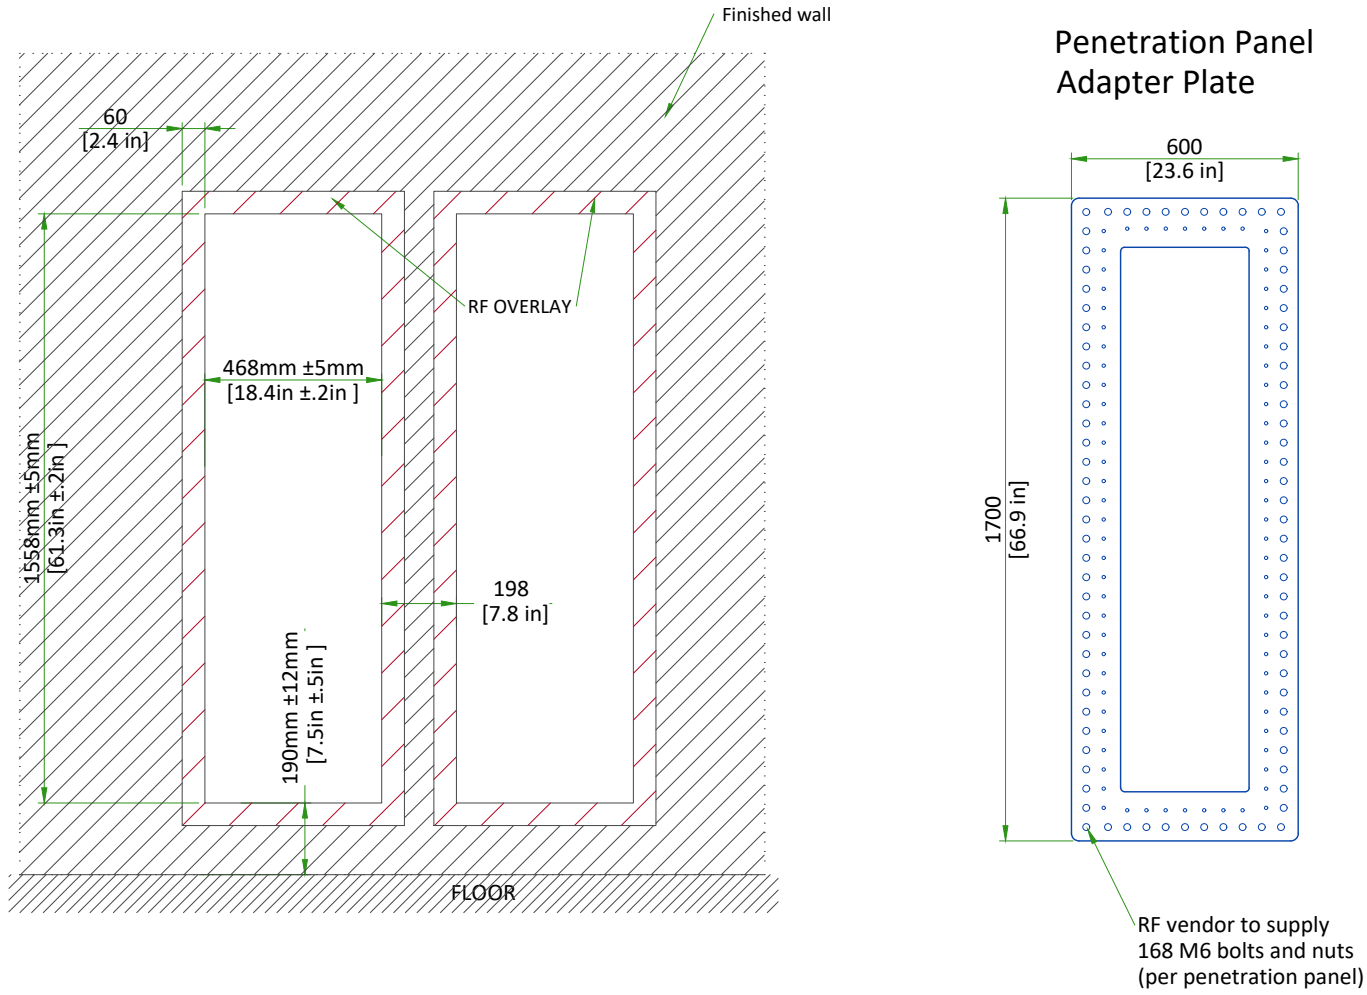 Finished wall
Penetration Panel
Adapter Plate
60
[2.4 in]
600
[23.6 in]
RF OVERLAY
468mm ±5mm
[18.4in ±.2in ]
1558mm ±5mm
[61.3in ±.2in ]
1700
[66.9 in]
198
[7.8 in]
190mm ±12mm
[7.5in ±.5in ]
FLOOR
RF vendor to supply
168 M6 bolts and nuts
(per penetration panel)